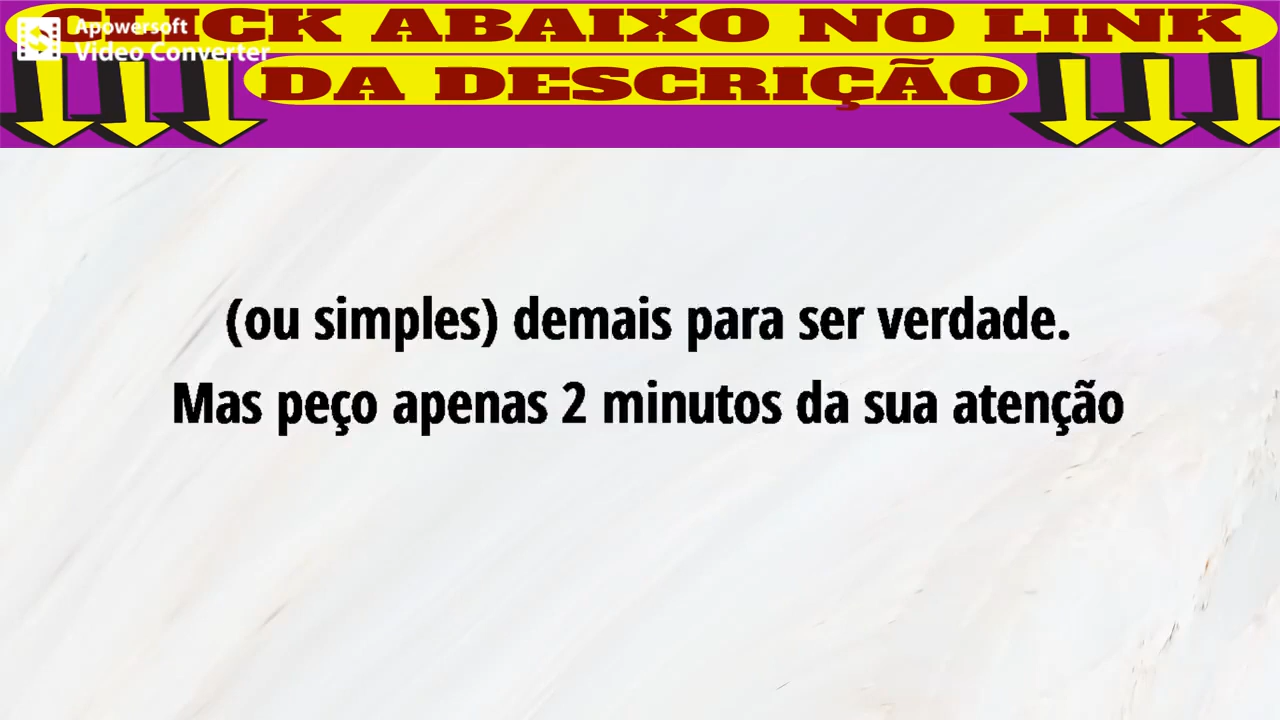 CLICK ABAIXO NO LINK
DA DESCRIÇÃO
Apowersoft
Video Converter
(ou simples) demais para ser verdade.
Mas peço apenas 2 minutos da sua atenção